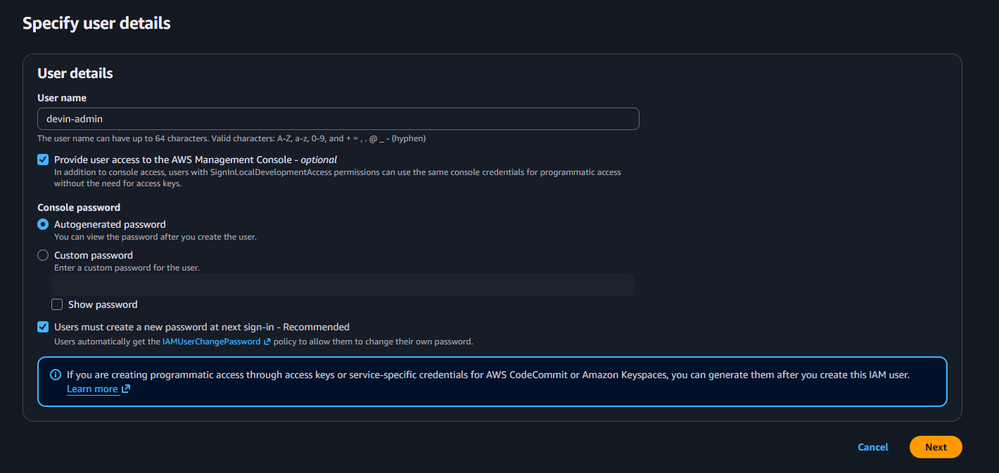 Specify user details
User details
User name
devin-admin
The user name can have up to 64 characters. Valid characters: A-Z, a-z, 0-9, and + = , . @ _ - (hyphen)
Provide user access to the AWS Management Console - optional
In addition to console access, users with SignInLocalDevelopmentAccess permissions can use the same console credentials for programmatic access
without the need for access keys.
Console password
Autogenerated password
You can view the password after you create the user.
Custom password
Enter a custom password for the user.
Show password
Users must create a new password at next sign-in - Recommended
Users automatically get the IAMUserChangePassword policy to allow them to change their own password.
If you are creating programmatic access through access keys or service-specific credentials for AWS CodeCommit or Amazon Keyspaces, you can generate them after you create this IAM user.
Learn more
Cancel
Next